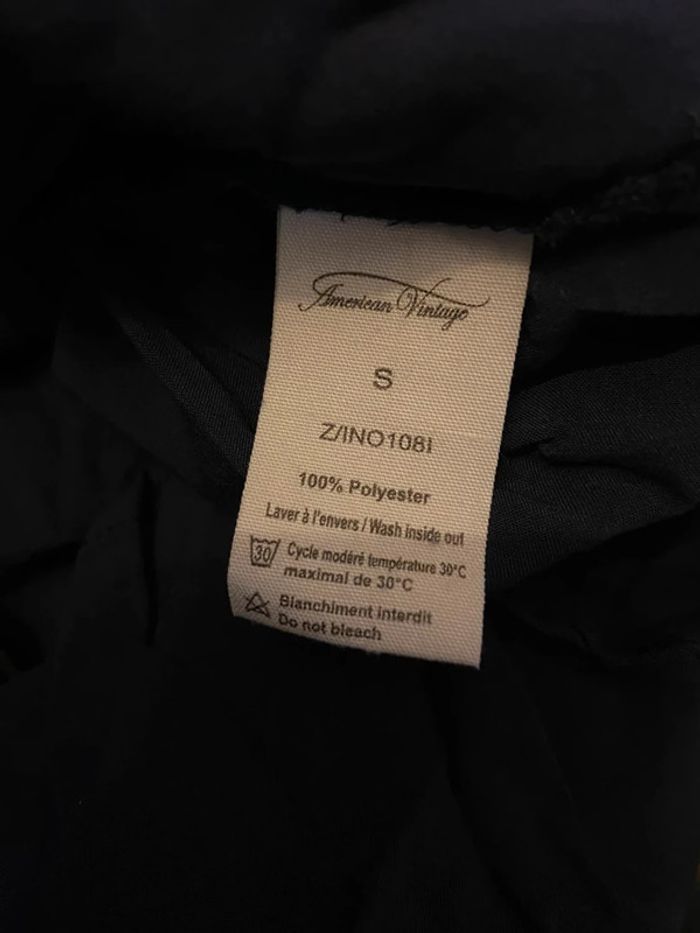 American Vintage
S
Z/INO108I
100% Polyester
Laver à l'envers / Wash inside out
30 Cycle modéré température 30°C
maximal de 30°C
Blanchiment interdit
Do not bleach